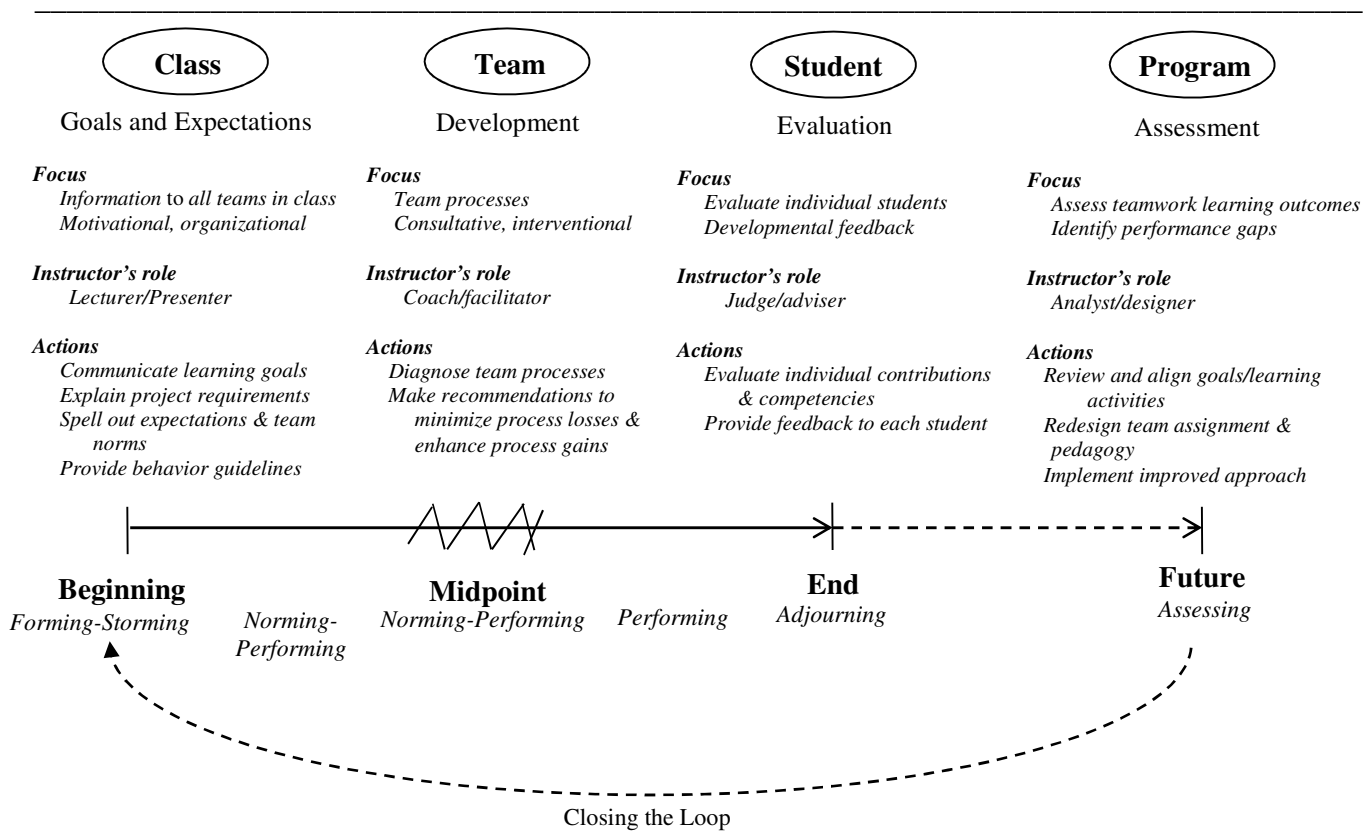 Class
Goals and Expectations
Focus
Information to all teams in class
Motivational, organizational
Instructor's role
Lecturer/Presenter
Actions
Communicate learning goals
Explain project requirements
Spell out expectations & team
norms
Provide behavior guidelines
Team
Development
Focus
Team processes
Consultative, interventional
Instructor's role
Coach/facilitator
Actions
Diagnose team processes
Make recommendations to
minimize process losses &
enhance process gains
Student
Evaluation
Focus
Evaluate individual students
Developmental feedback
Instructor's role
Judge/adviser
Actions
Evaluate individual contributions
& competencies
Provide feedback to each student
Program
Assessment
Focus
Assess teamwork learning outcomes
Identify performance gaps
Instructor's role
Analyst/designer
Actions
Review and align goals/learning
activities
Redesign team assignment &
pedagogy
Implement improved approach
Beginning
Forming-Storming
Norming-
Performing
Midpoint
Norming-Performing
Performing
End
Adjourning
Future
Assessing
Closing the Loop